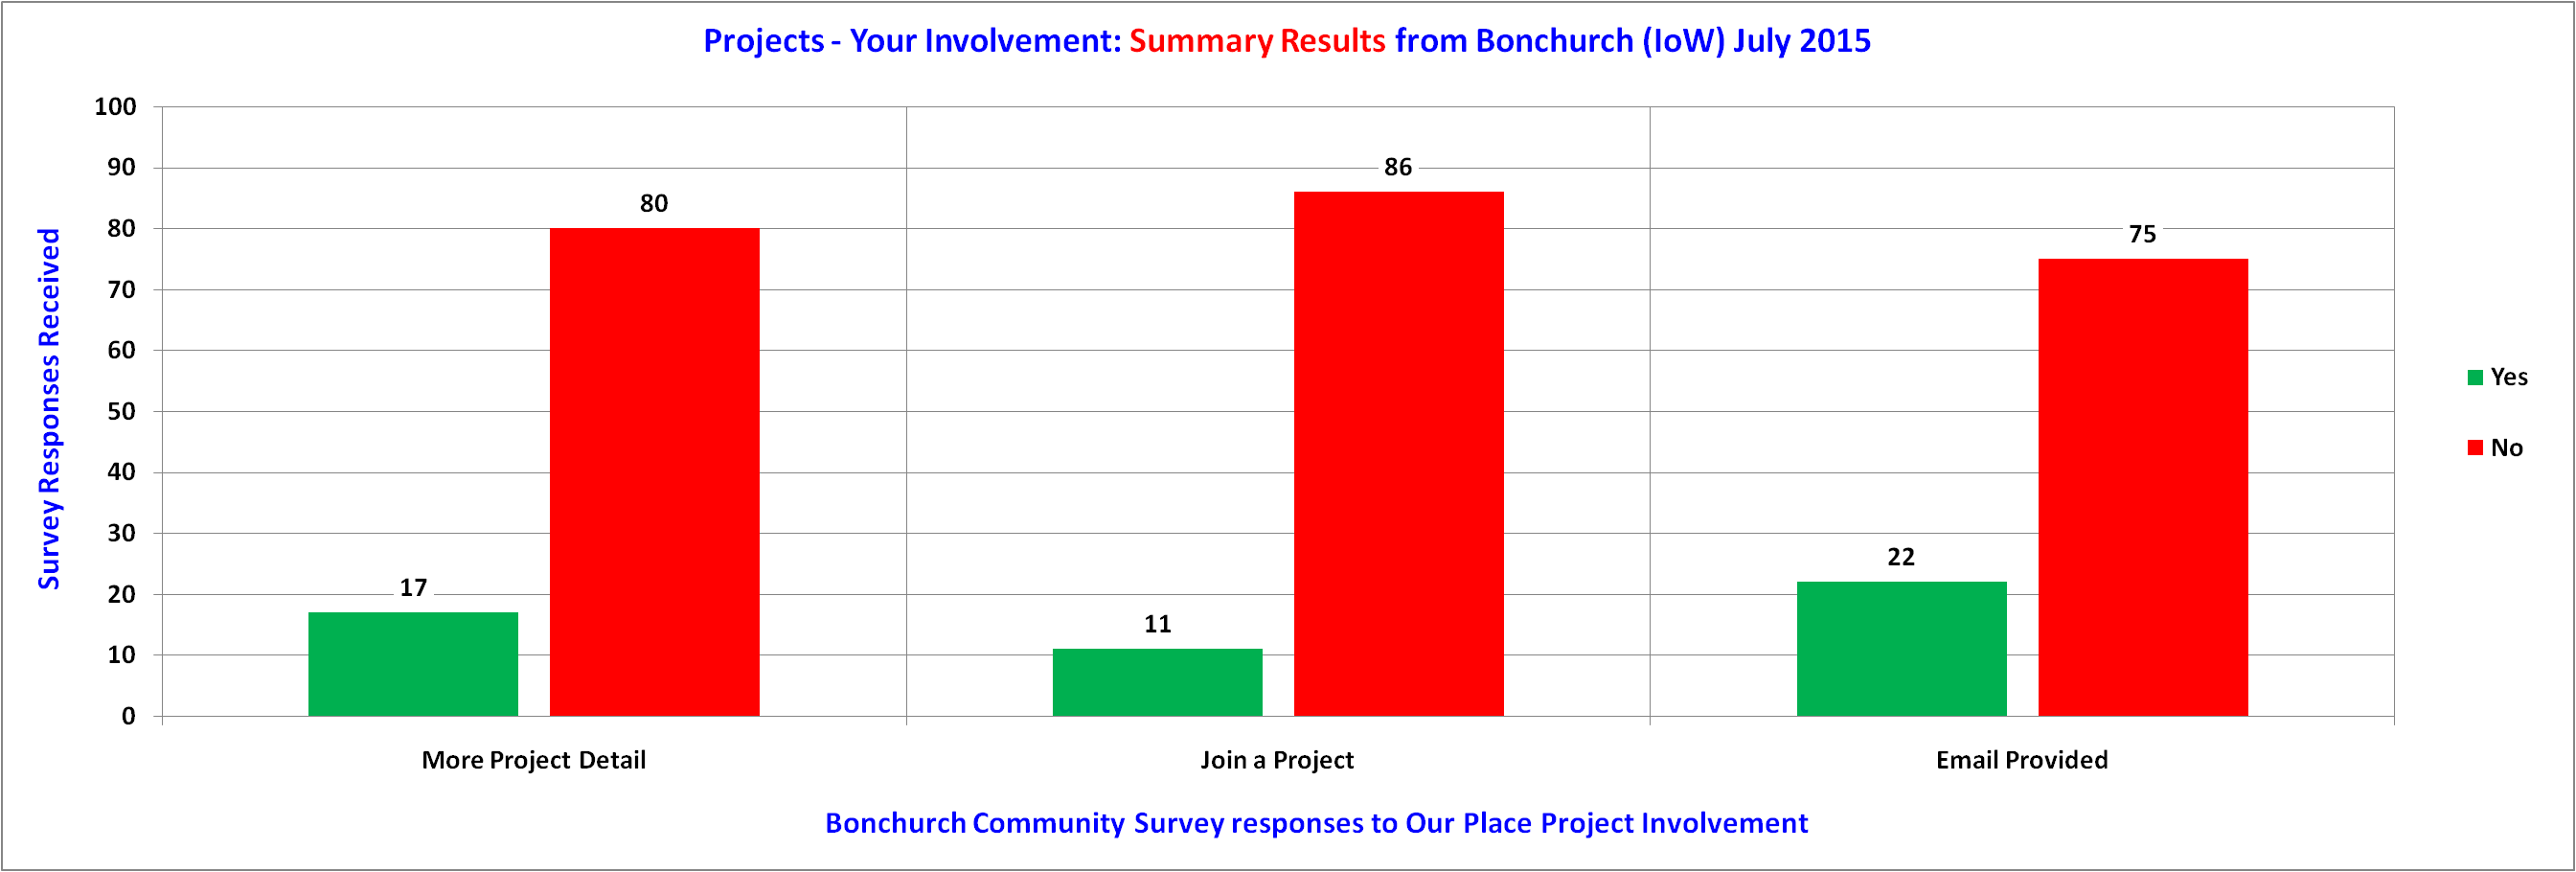 Projects - Your Involvement: Summary Results from Bonchurch (IoW) July 2015
Survey Responses Received
100
90
80
70
60
50
40
30
20
10
0
17
80
11
86
22
75
More Project Detail
Join a Project
Email Provided
Bonchurch Community Survey responses to Our Place Project Involvement
Yes
No